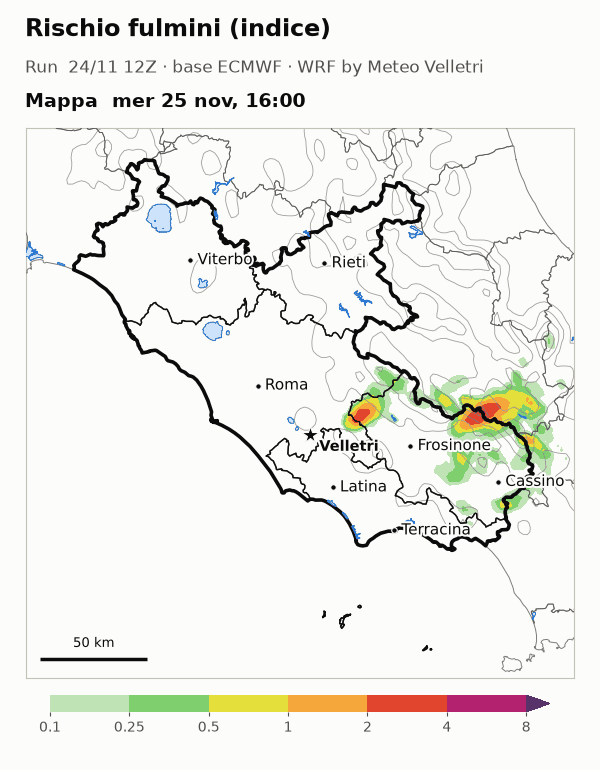 Rischio fulmini (indice)
Run  24/11 12Z · base ECMWF · WRF by Meteo Velletri
Mappa  mer 25 nov, 16:00
Viterbo
Rieti
Roma
Velletri
Frosinone
Latina
Cassino
Terracina
50 km
0.1 0.25 0.5 1 2 4 8